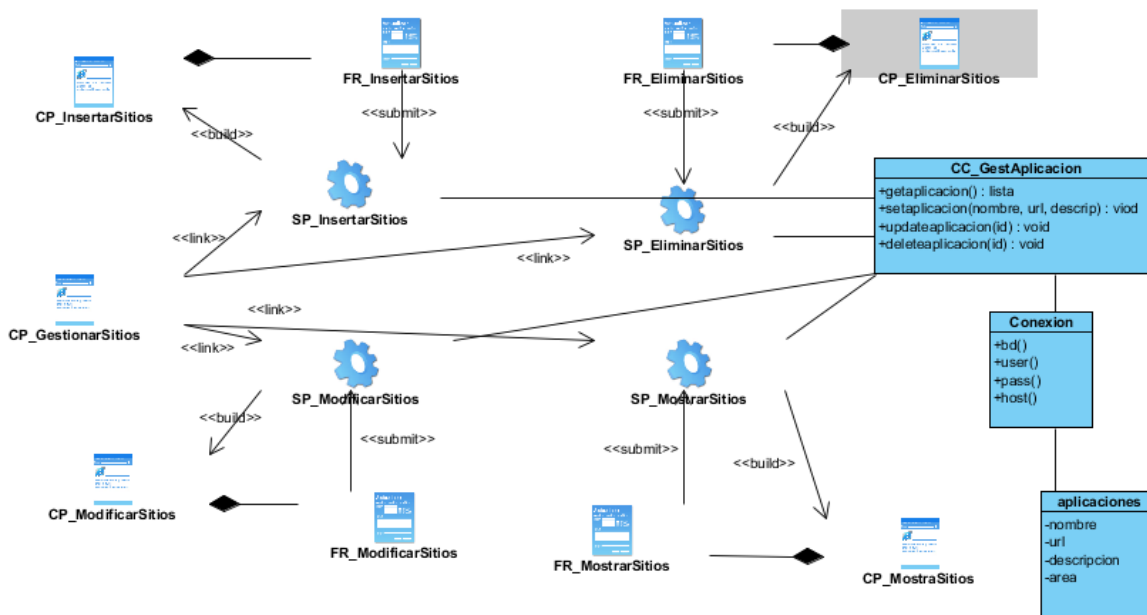 FR_InsertarSitios
FR_EliminarSitios
CP_EliminarSitios
CP_InsertarSitios
<<submit>>
<<submit>>
<<build>>
<<build>>
CC_GestAplicacion
+getaplicacion() : lista
+setaplicacion(nombre, url, descrip) : viod
+updateaplicacion(id) : void
+deleteaplicacion(id) : void
SP_InsertarSitios
SP_EliminarSitios
<<link>>
<<link>>
CP_GestionarSitios
<<link>>
<<link>>
Conexion
+bd()
+user()
+pass()
+host()
SP_ModificarSitios
SP_MostrarSitios
<<build>>
<<submit>>
<<submit>>
<<build>>
CP_ModificarSitios
FR_ModificarSitios
FR_MostrarSitios
CP_MostraSitios
aplicaciones
-nombre
-url
-descripcion
-area